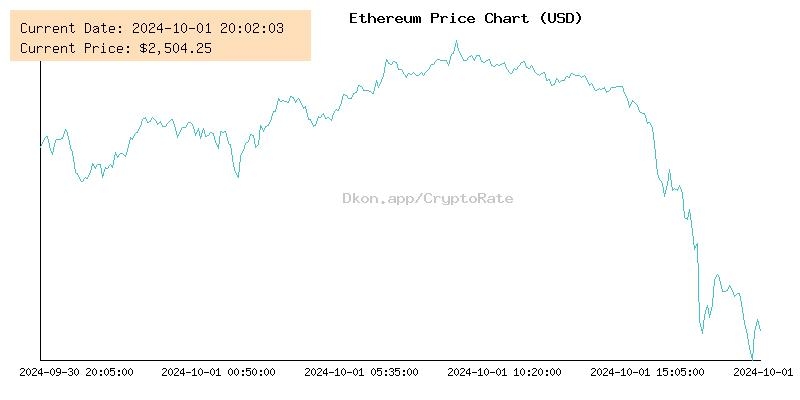 Ethereum Price Chart (USD)
Current Date: 2024-10-01 20:02:03
Current Price: $2,504.25
Dkon.app/CryptoRate
2024-09-30 20:05:00 2024-10-01 00:50:00 2024-10-01 05:35:00 2024-10-01 10:20:00 2024-10-01 15:05:00 2024-10-01